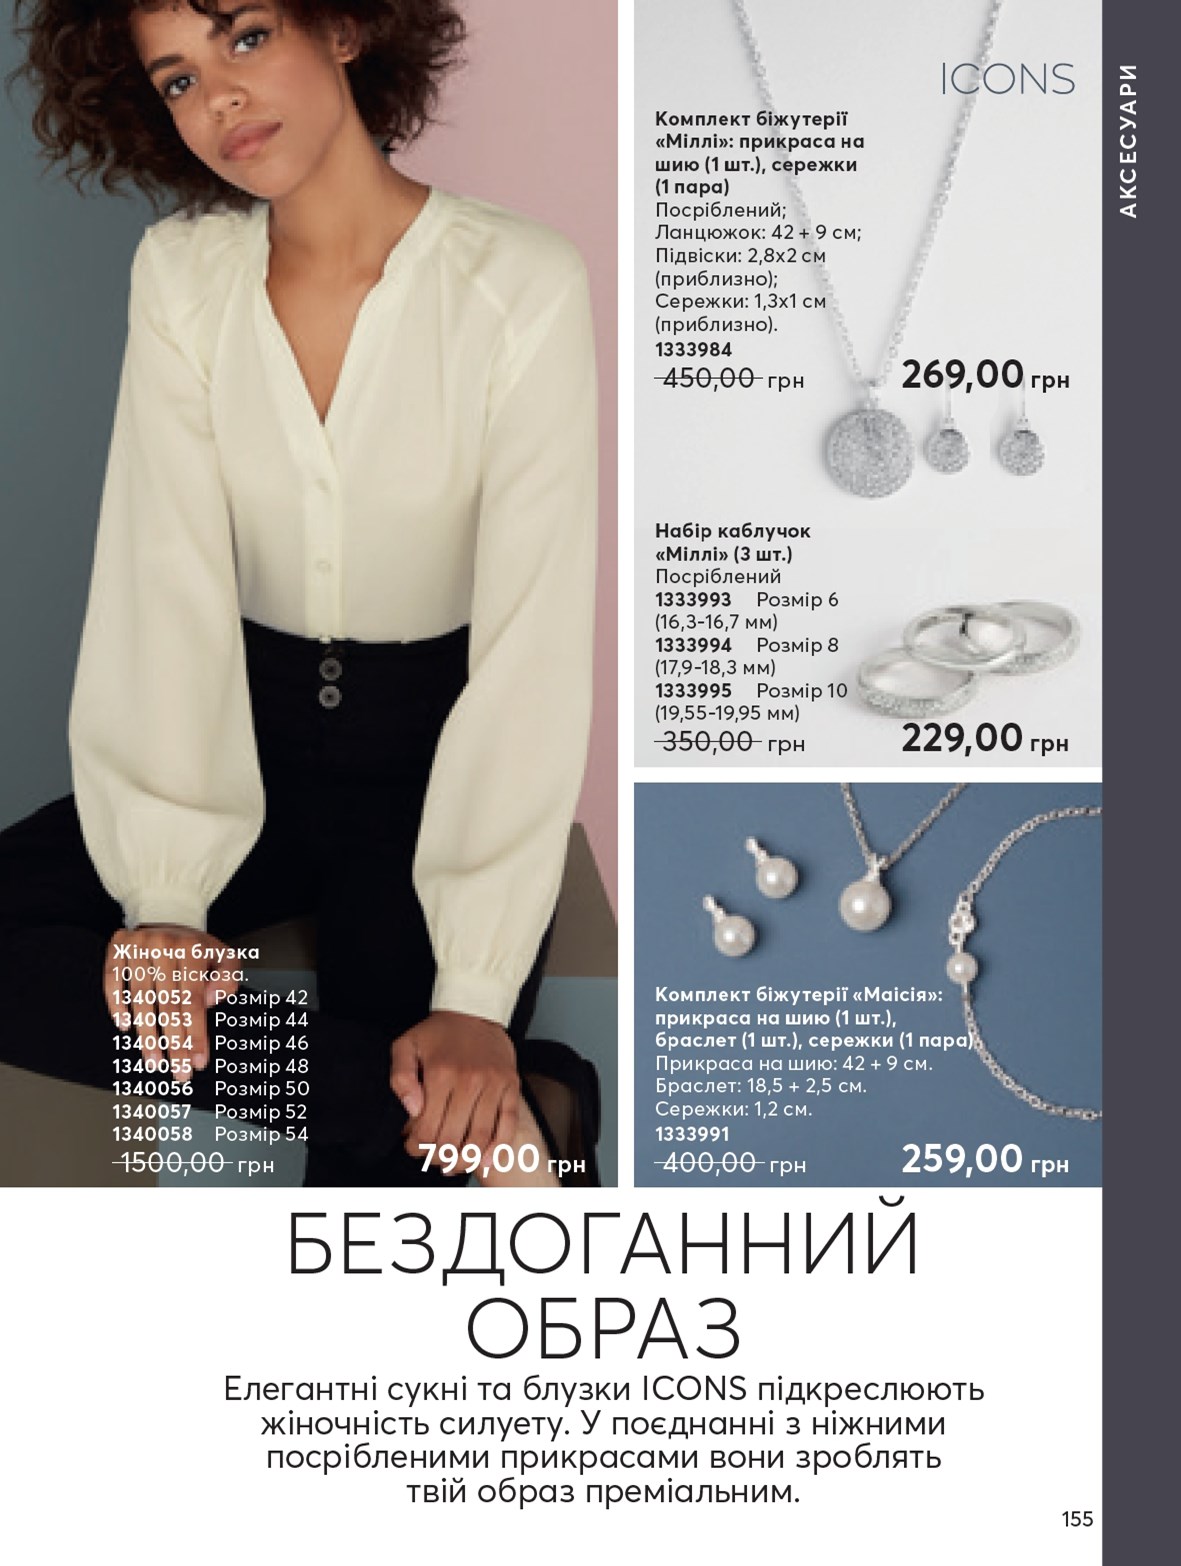 ICONS
АКСЕСУАРИ
Комплект біжутерії
«Міллі»: прикраса на
шию (1 шт.), сережки
(1 пара)
Посріблений;
Ланцюжок: 42 + 9 см;
Підвіски: 2,8х2 см
(приблизно);
Сережки: 1,3х1 см
(приблизно).
1333984
450,00 грн
269,00 грн
Набір каблучок
«Міллі» (3 шт.)
Посріблений
1333993 Розмір 6
(16,3-16,7 мм)
1333994 Розмір 8
(17,9-18,3 мм)
1333995 Розмір 10
(19,55-19,95 мм)
350,00 грн
229,00 грн
Жіноча блузка
100% віскоза.
1340052 Розмір 42
1340053 Розмір 44
1340054 Розмір 46
1340055 Розмір 48
1340056 Розмір 50
1340057 Розмір 52
1340058 Розмір 54
1500,00 грн
799,00 грн
Комплект біжутерії «Маісія»:
прикраса на шию (1 шт.),
браслет (1 шт.), сережки (1 пара)
Прикраса на шию: 42 + 9 см.
Браслет: 18,5 + 2,5 см.
Сережки: 1,2 см.
1333991
400,00 грн
259,00 грн
БЕЗДОГАННИЙ
ОБРАЗ
Елегантні сукні та блузки ICONS підкреслюють
жіночність силуету. У поєднанні з ніжними
посрібленими прикрасами вони зроблять
твій образ преміальним.
155